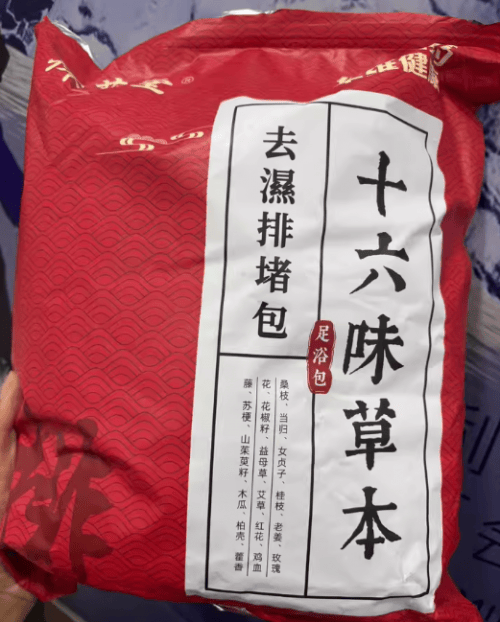 十六味草本
足浴包
去濕排堵包
桑枝、当归、女贞子、桂枝、老姜、玫瑰
花、花椒籽、益母草、艾草、红花、鸡血
藤、苏梗、山茱萸籽、木瓜、柏壳、藿香